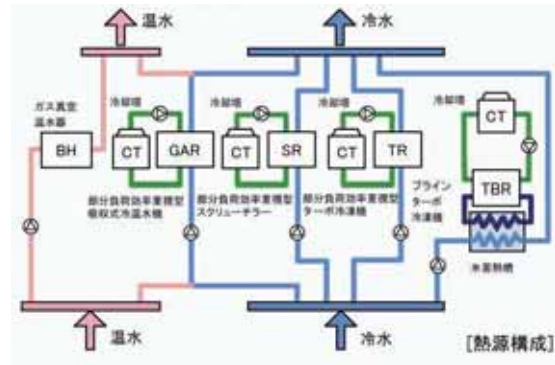 温水
冷水
ガス真空
温水器
冷却塔
冷却塔
冷却塔
冷却塔
BH
CT
GAR
CT
SR
CT
TR
CT
TBR
部分負荷効率重視型
吸収式冷温水機
部分負荷効率重視型
スクリューチラー
部分負荷効率重視型
ターボ冷凍機
ブライン
ターボ
冷凍機
氷蓄熱槽
温水
冷水
[熱源構成]